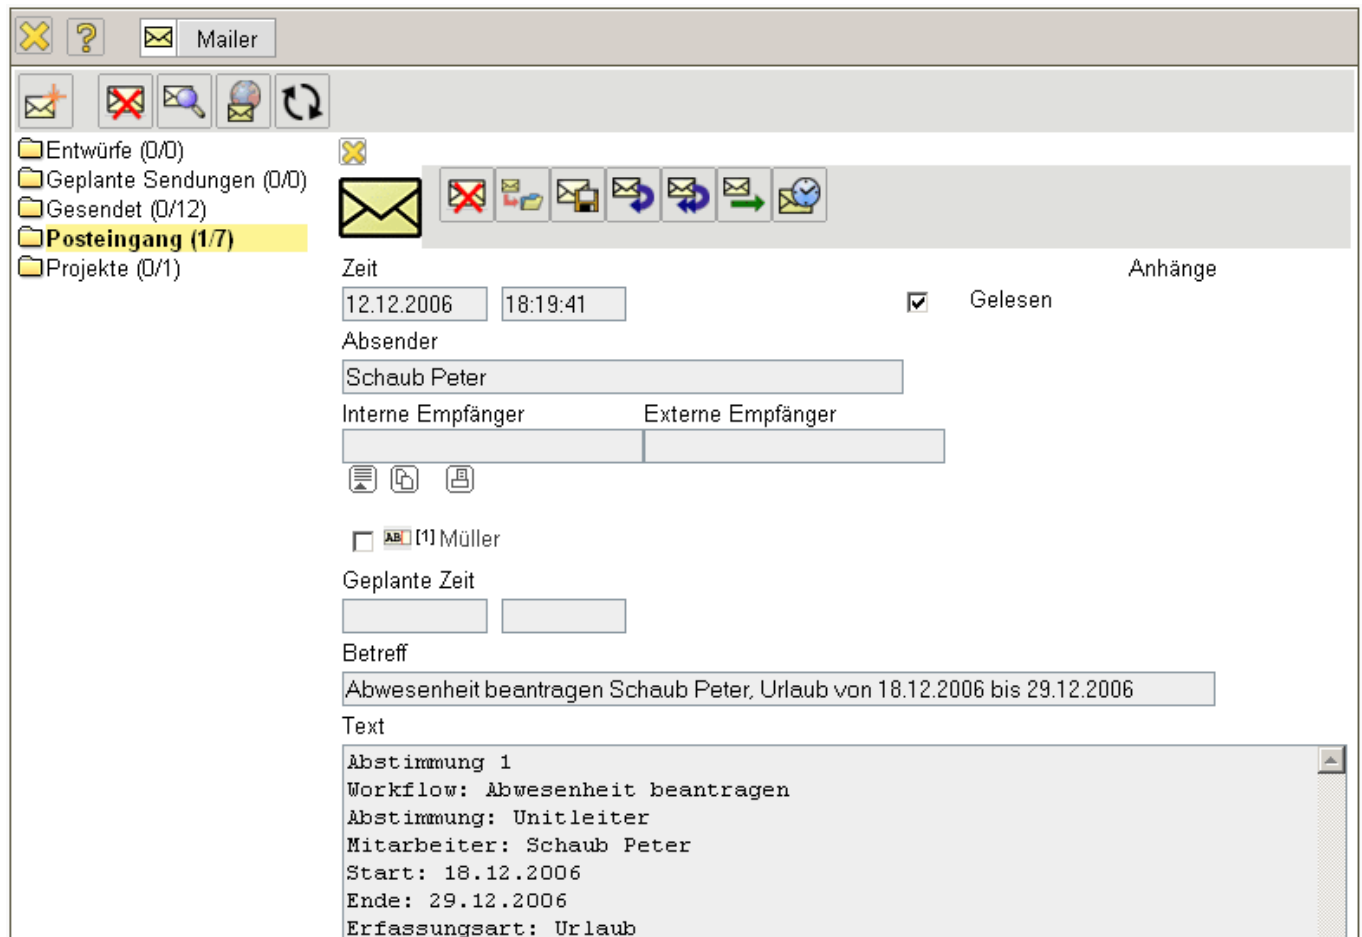 Mailer
Entwürfe (0/0)
Geplante Sendungen (0/0)
Gesendet (0/12)
Posteingang (1/7)
Projekte (0/1)
Zeit
Anhänge
12.12.2006 18:19:41
Gelesen
Absender
Schaub Peter
Interne Empfänger Externe Empfänger
AB [1] Müller
Geplante Zeit
Betreff
Abwesenheit beantragen Schaub Peter, Urlaub von 18.12.2006 bis 29.12.2006
Text
Abstimmung 1
Workflow: Abwesenheit beantragen
Abstimmung: Unitleiter
Mitarbeiter: Schaub Peter
Start: 18.12.2006
Ende: 29.12.2006
Erfassungsart: Urlaub